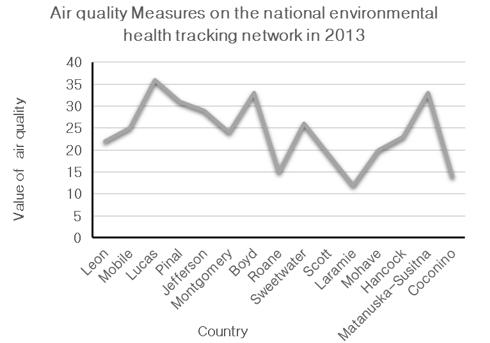 Air quality Measures on the national environmental
health tracking network in 2013
Value of air quality
40
35
30
25
20
15
10
5
0
Leon
Mobile
Lucas
Pinal
Jefferson
Montgomery
Boyd
Roane
Sweetwater
Scott
Laramie
Mohave
Hancock
Matanuska-Susitna
Coconino
Country